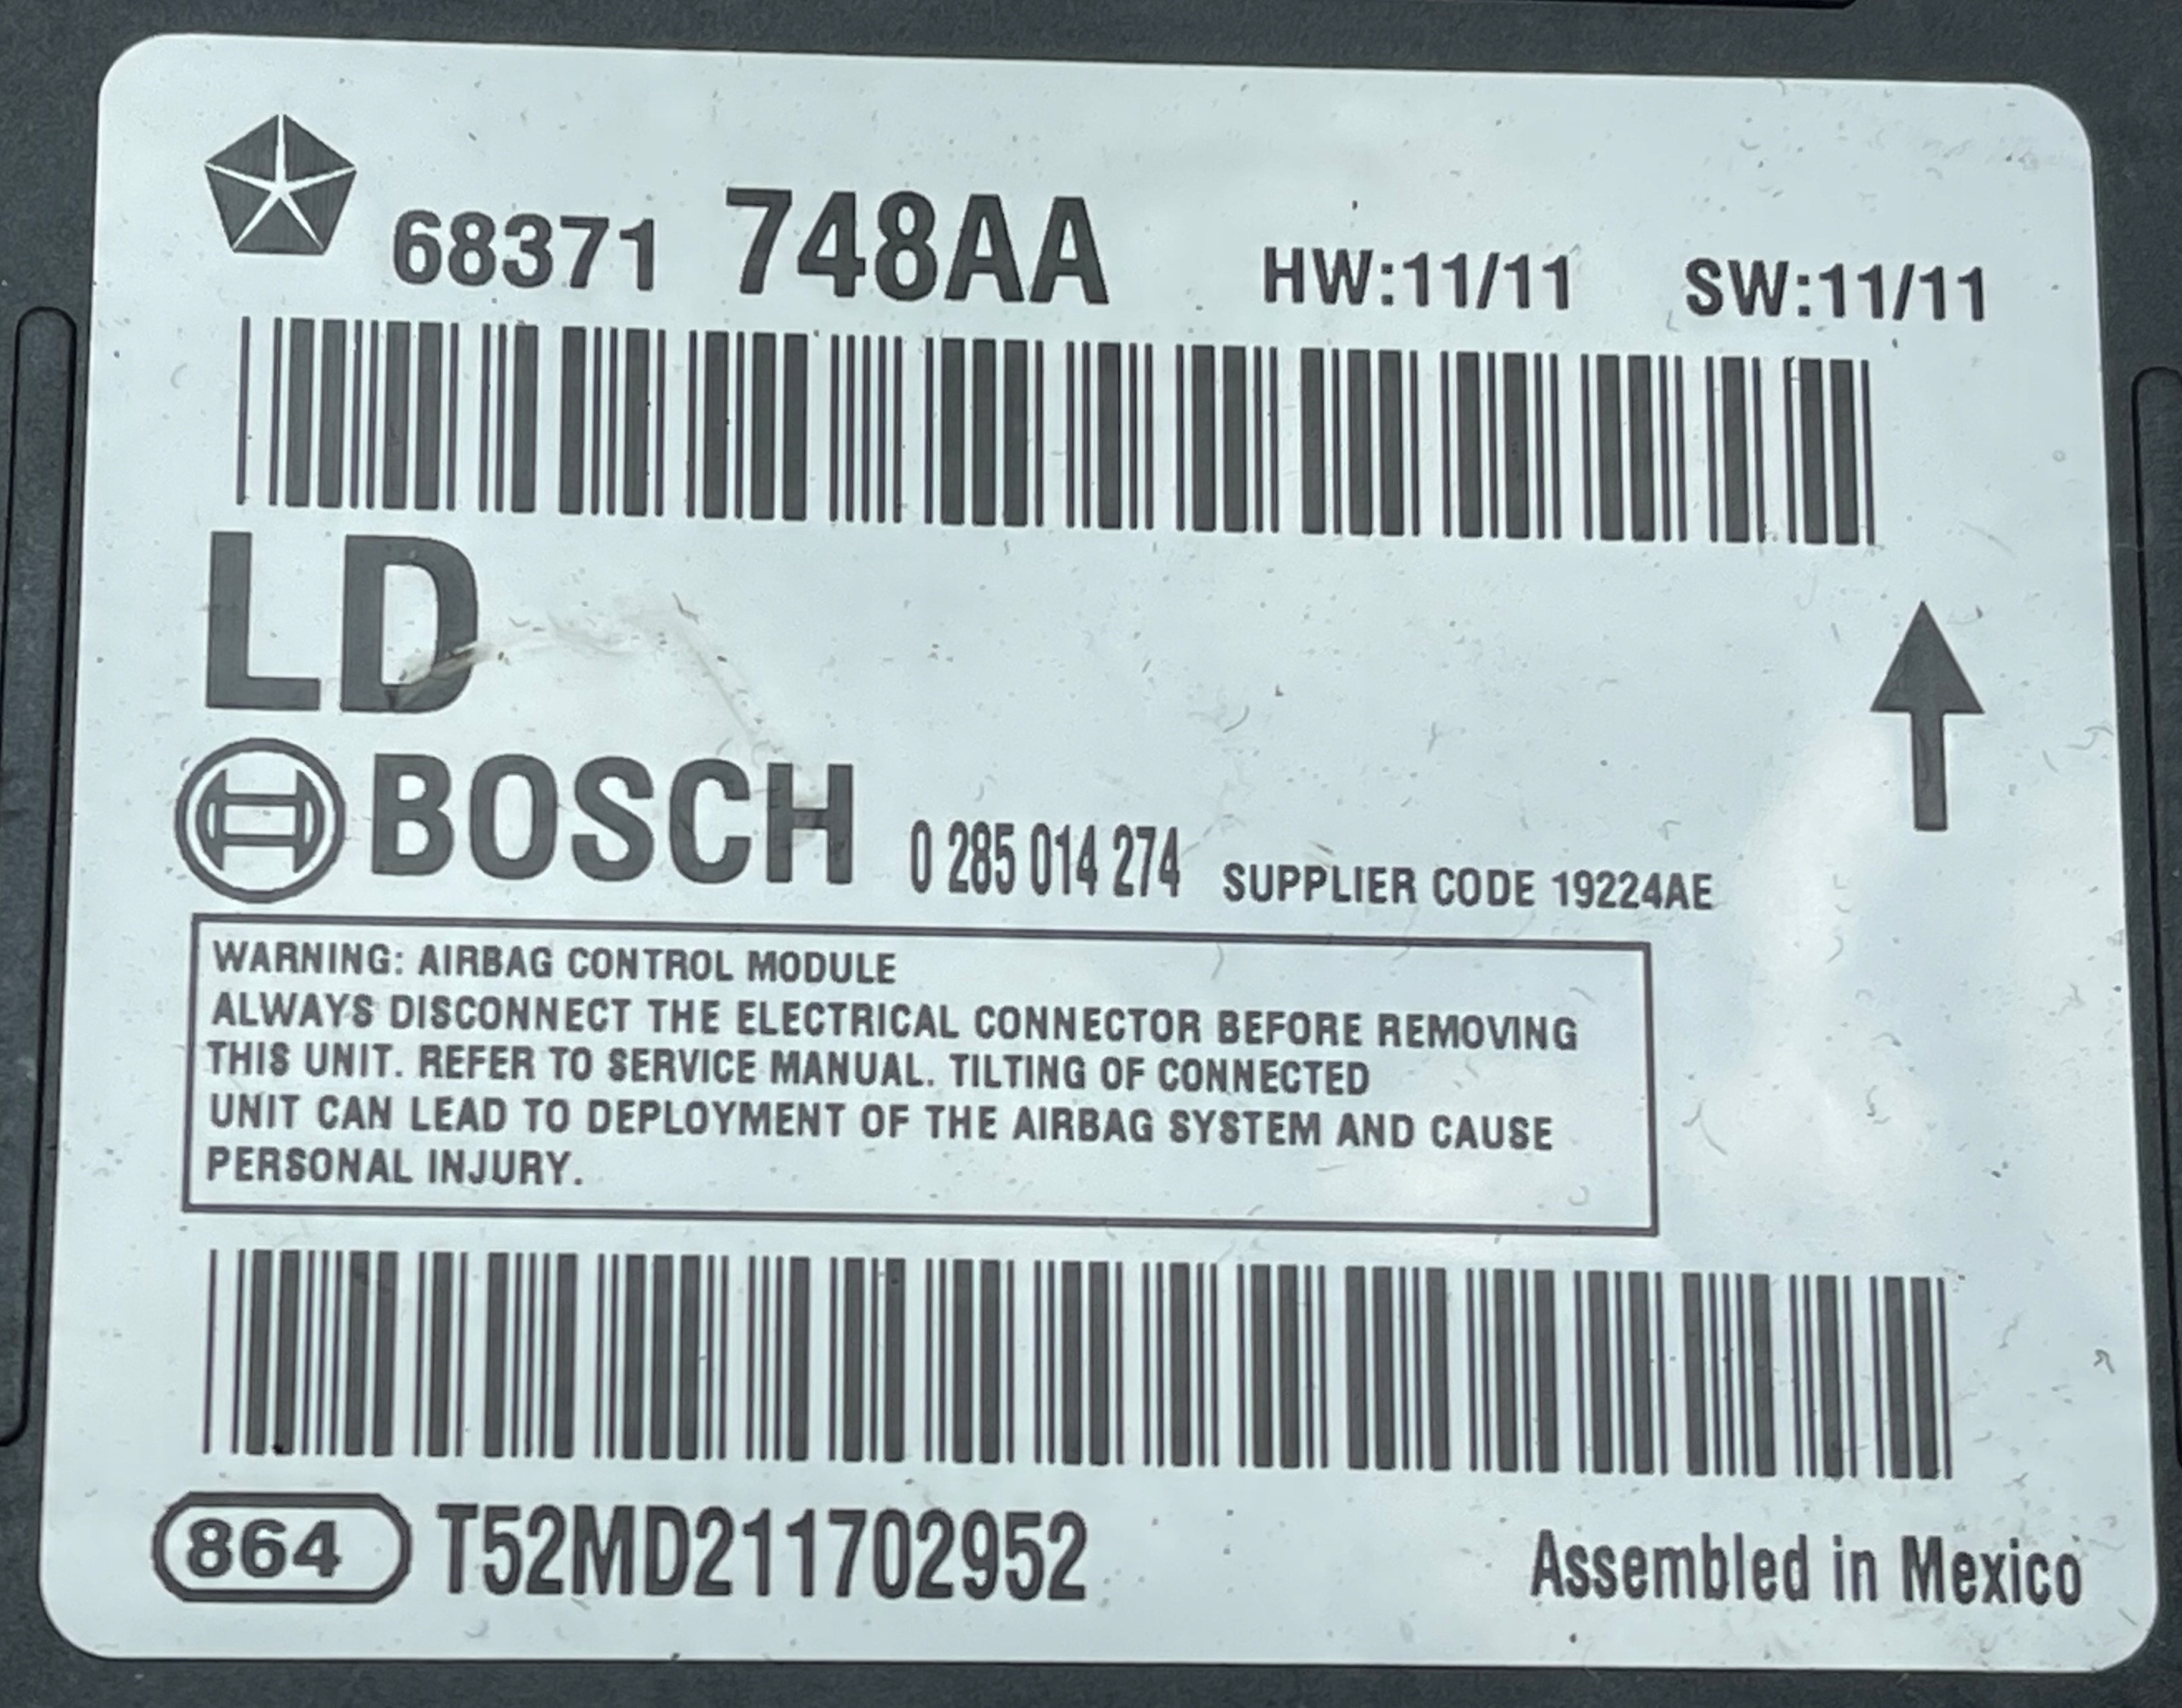 68371 748AA HW:11/11 SW:11/11
LD
BOSCH 0 285 014 274 SUPPLIER CODE 19224AE
WARNING: AIRBAG CONTROL MODULE
ALWAYS DISCONNECT THE ELECTRICAL CONNECTOR BEFORE REMOVING
THIS UNIT. REFER TO SERVICE MANUAL. TILTING OF CONNECTED
UNIT CAN LEAD TO DEPLOYMENT OF THE AIRBAG SYSTEM AND CAUSE
PERSONAL INJURY.
864 T52MD211702952 Assembled in Mexico